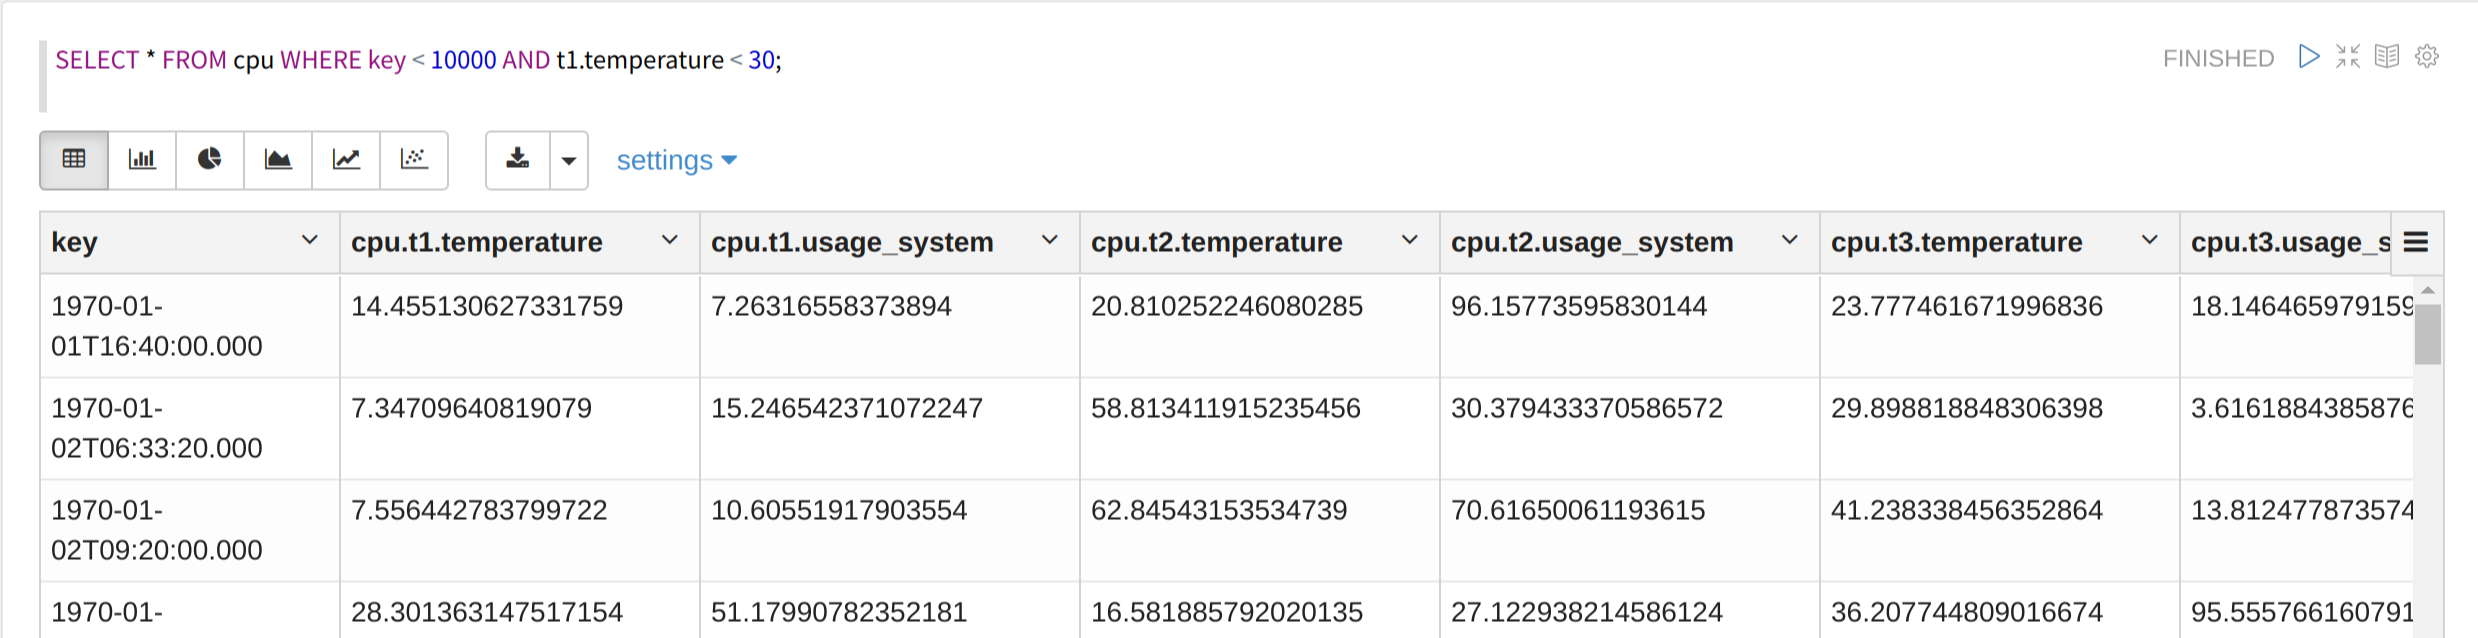 SELECT * FROM cpu WHERE key < 10000 AND t1.temperature < 30;
FINISHED
settings
key cpu.t1.temperature cpu.t1.usage_system cpu.t2.temperature cpu.t2.usage_system cpu.t3.temperature cpu.t3.usage_s
1970-01- 14.455130627331759 7.26316558373894 20.810252246080285 96.15773595830144 23.777461671996836 18.146465979159
01T16:40:00.000
1970-01- 7.34709640819079 15.246542371072247 58.813411915235456 30.379433370586572 29.898818848306398 3.6161884385876
02T06:33:20.000
1970-01- 7.556442783799722 10.60551917903554 62.84543153534739 70.61650061193615 41.238338456352864 13.812477873574
02T09:20:00.000
1970-01- 28.301363147517154 51.17990782352181 16.581885792020135 27.122938214586124 36.207744809016674 95.555766160791